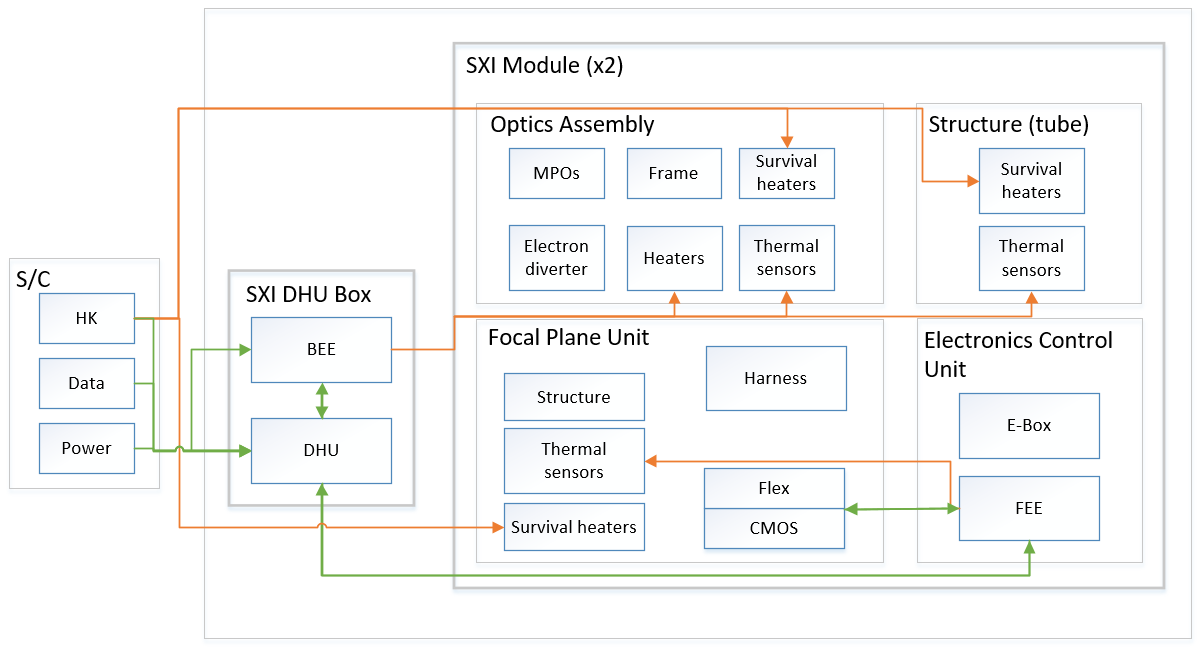 SXI Module (x2)
Optics Assembly
MPOs
Frame
Survival
heaters
Electron
diverter
Heaters
Thermal
sensors
Structure (tube)
Survival
heaters
Thermal
sensors
S/C
HK
Data
Power
SXI DHU Box
BEE
DHU
Focal Plane Unit
Structure
Thermal
sensors
Survival heaters
Harness
Flex
CMOS
Electronics Control
Unit
E-Box
FEE